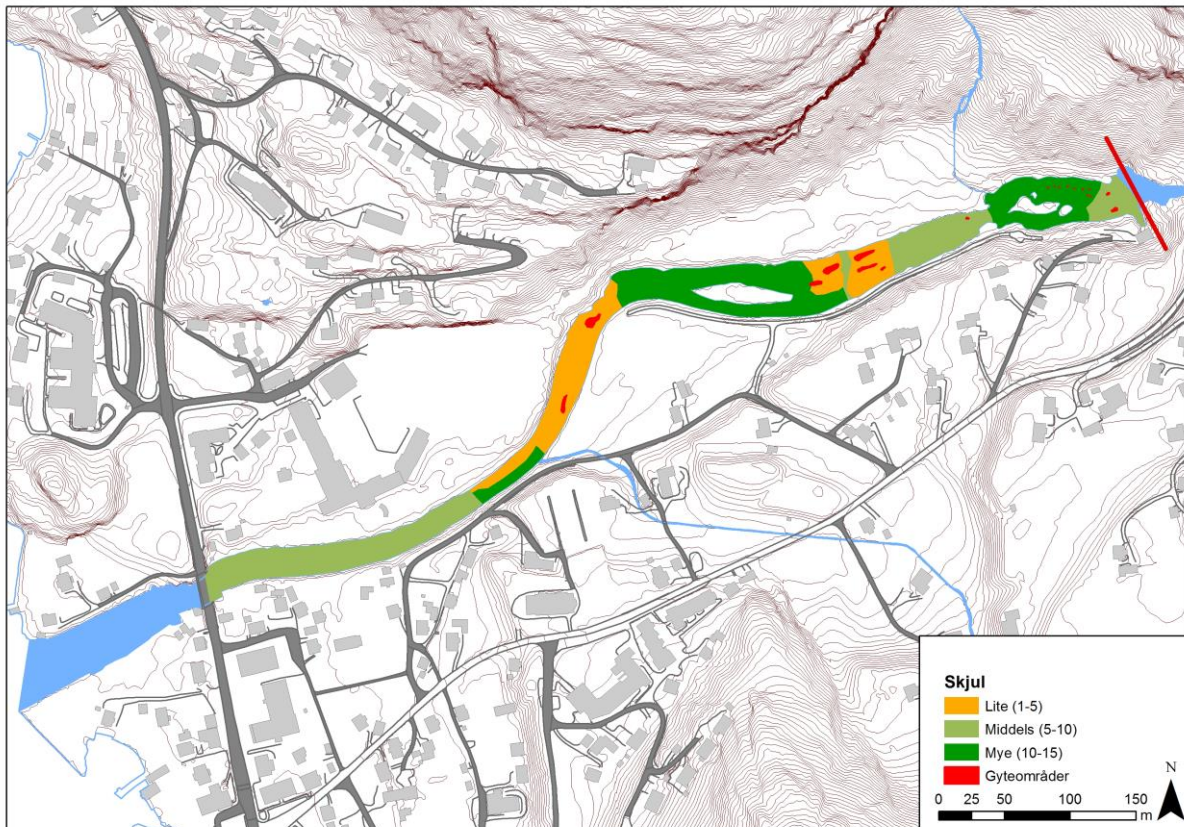 Skjul
Lite (1-5)
Middels (5-10)
Mye (10-15)
Gyteområder
N
0 25 50 100 150
m